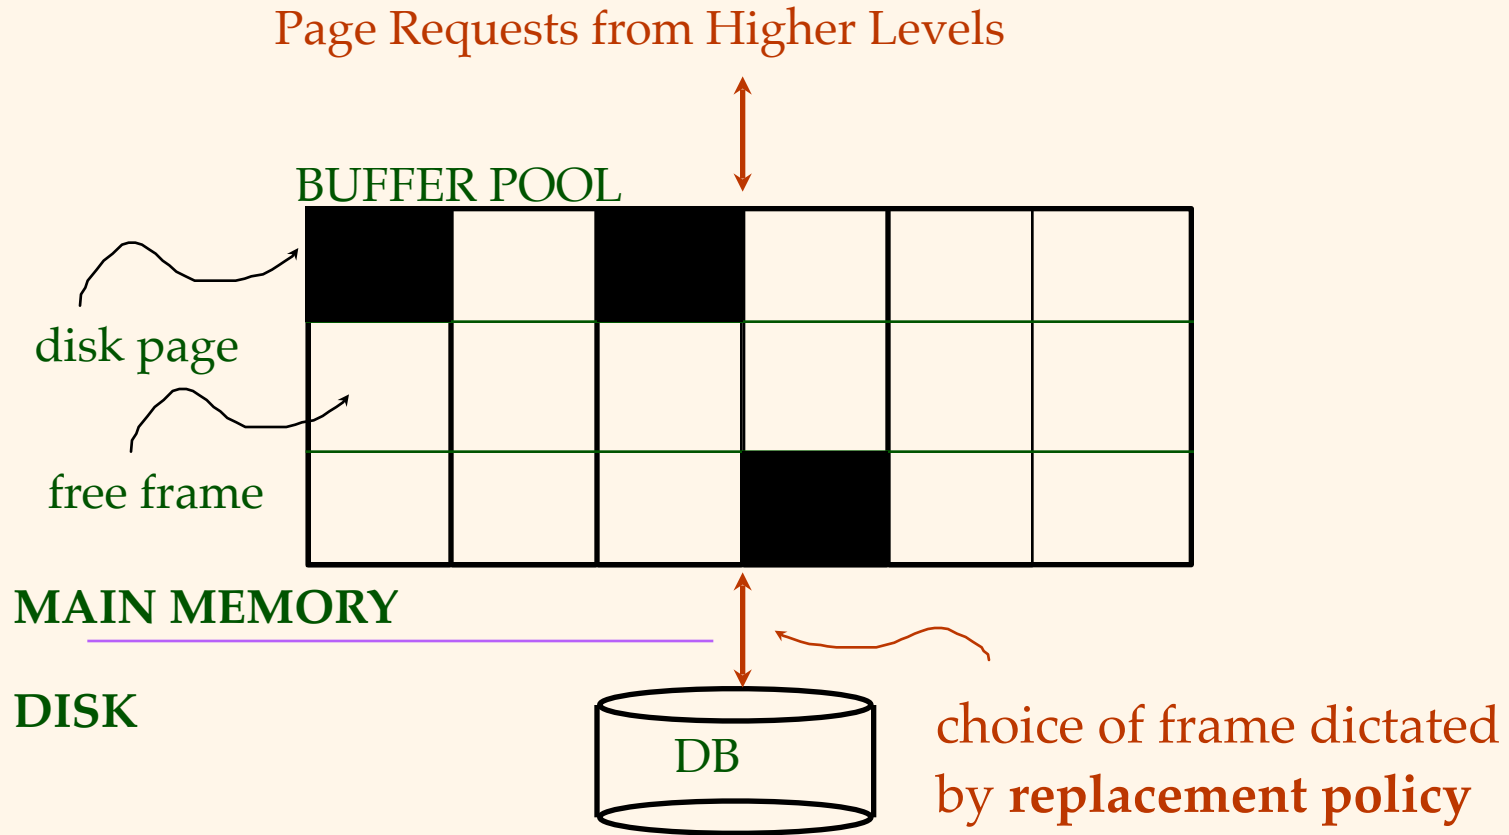 Page Requests from Higher Levels
BUFFER POOL
disk page
free frame
MAIN MEMORY
DISK
DB
choice of frame dictated
by replacement policy